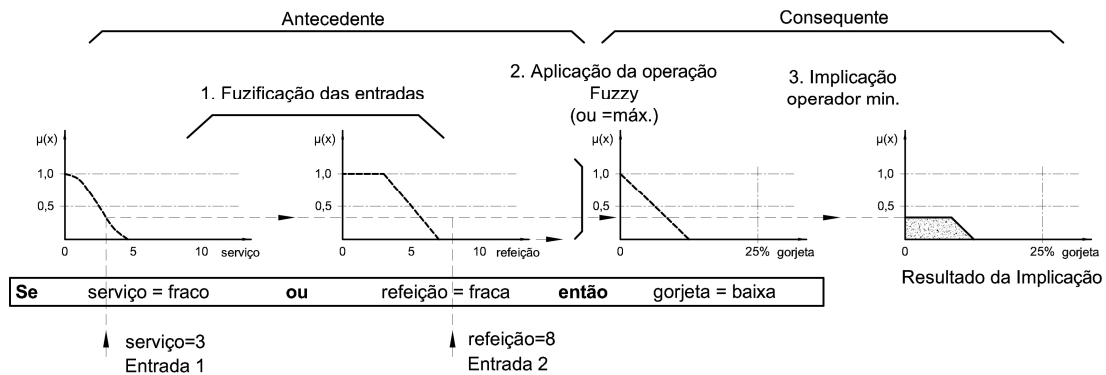 Antecedente
Consequente
1. Fuzificação das entradas
2. Aplicação da operação
Fuzzy
(ou =máx.)
3. Implicação
operador min.
µ(x)
1,0
0,5
0
5
10
serviço
µ(x)
1,0
0,5
0
5
10
refeição
µ(x)
1,0
0,5
0
25%
gorjeta
µ(x)
1,0
0,5
0
25%
gorjeta
Resultado da Implicação
Se serviço = fraco ou refeição = fraca então gorjeta = baixa
serviço=3
Entrada 1
refeição=8
Entrada 2